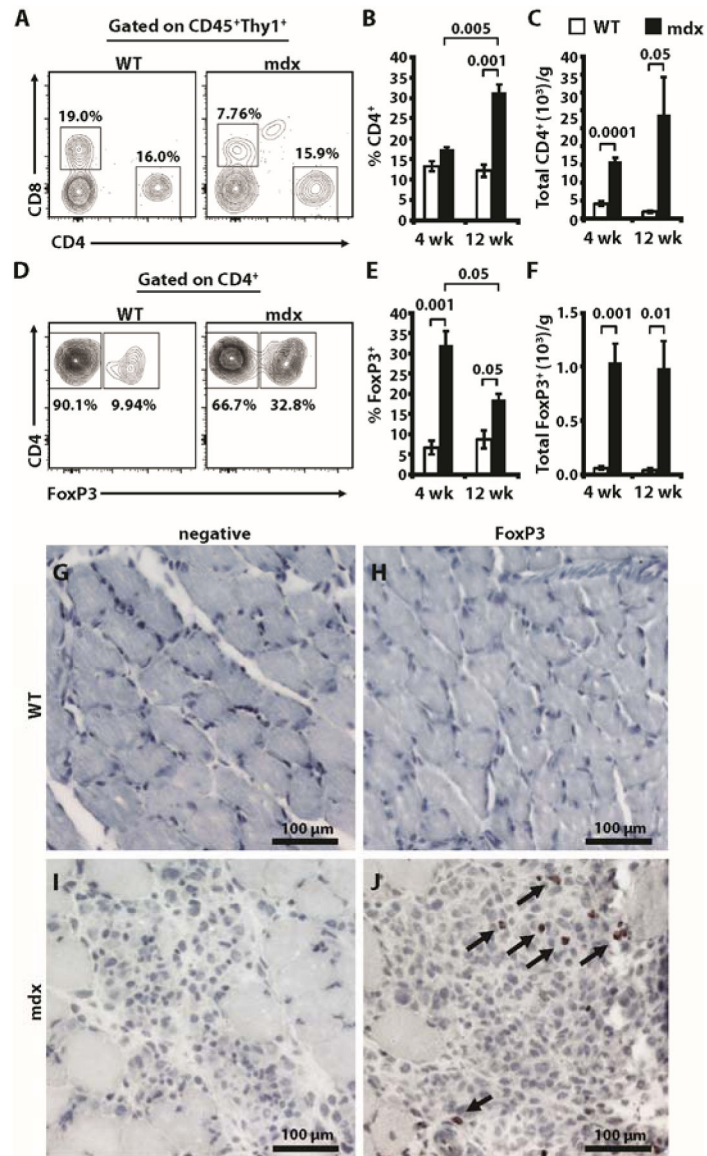 A
Gated on CD45⁺Thy1⁺
WT
mdx
19.0%
16.0%
7.76%
15.9%
CD8
CD4
B
0.005
0.001
40
35
30
25
20
15
10
5
0
% CD4⁺
4 wk 12 wk
C
WT mdx
0.05
0.0001
40
35
30
25
20
15
10
5
0
Total CD4⁺ (10³)/g
4 wk 12 wk
D
Gated on CD4⁺
WT
mdx
90.1% 9.94%
66.7% 32.8%
CD4
FoxP3
E
0.05
0.001
0.05
40
35
30
25
20
15
10
5
0
% FoxP3⁺
4 wk 12 wk
F
0.001 0.01
1.5
1.0
0.5
0.0
Total FoxP3⁺ (10³)/g
4 wk 12 wk
negative
FoxP3
WT
G
100 µm
H
100 µm
mdx
I
100 µm
J
100 µm